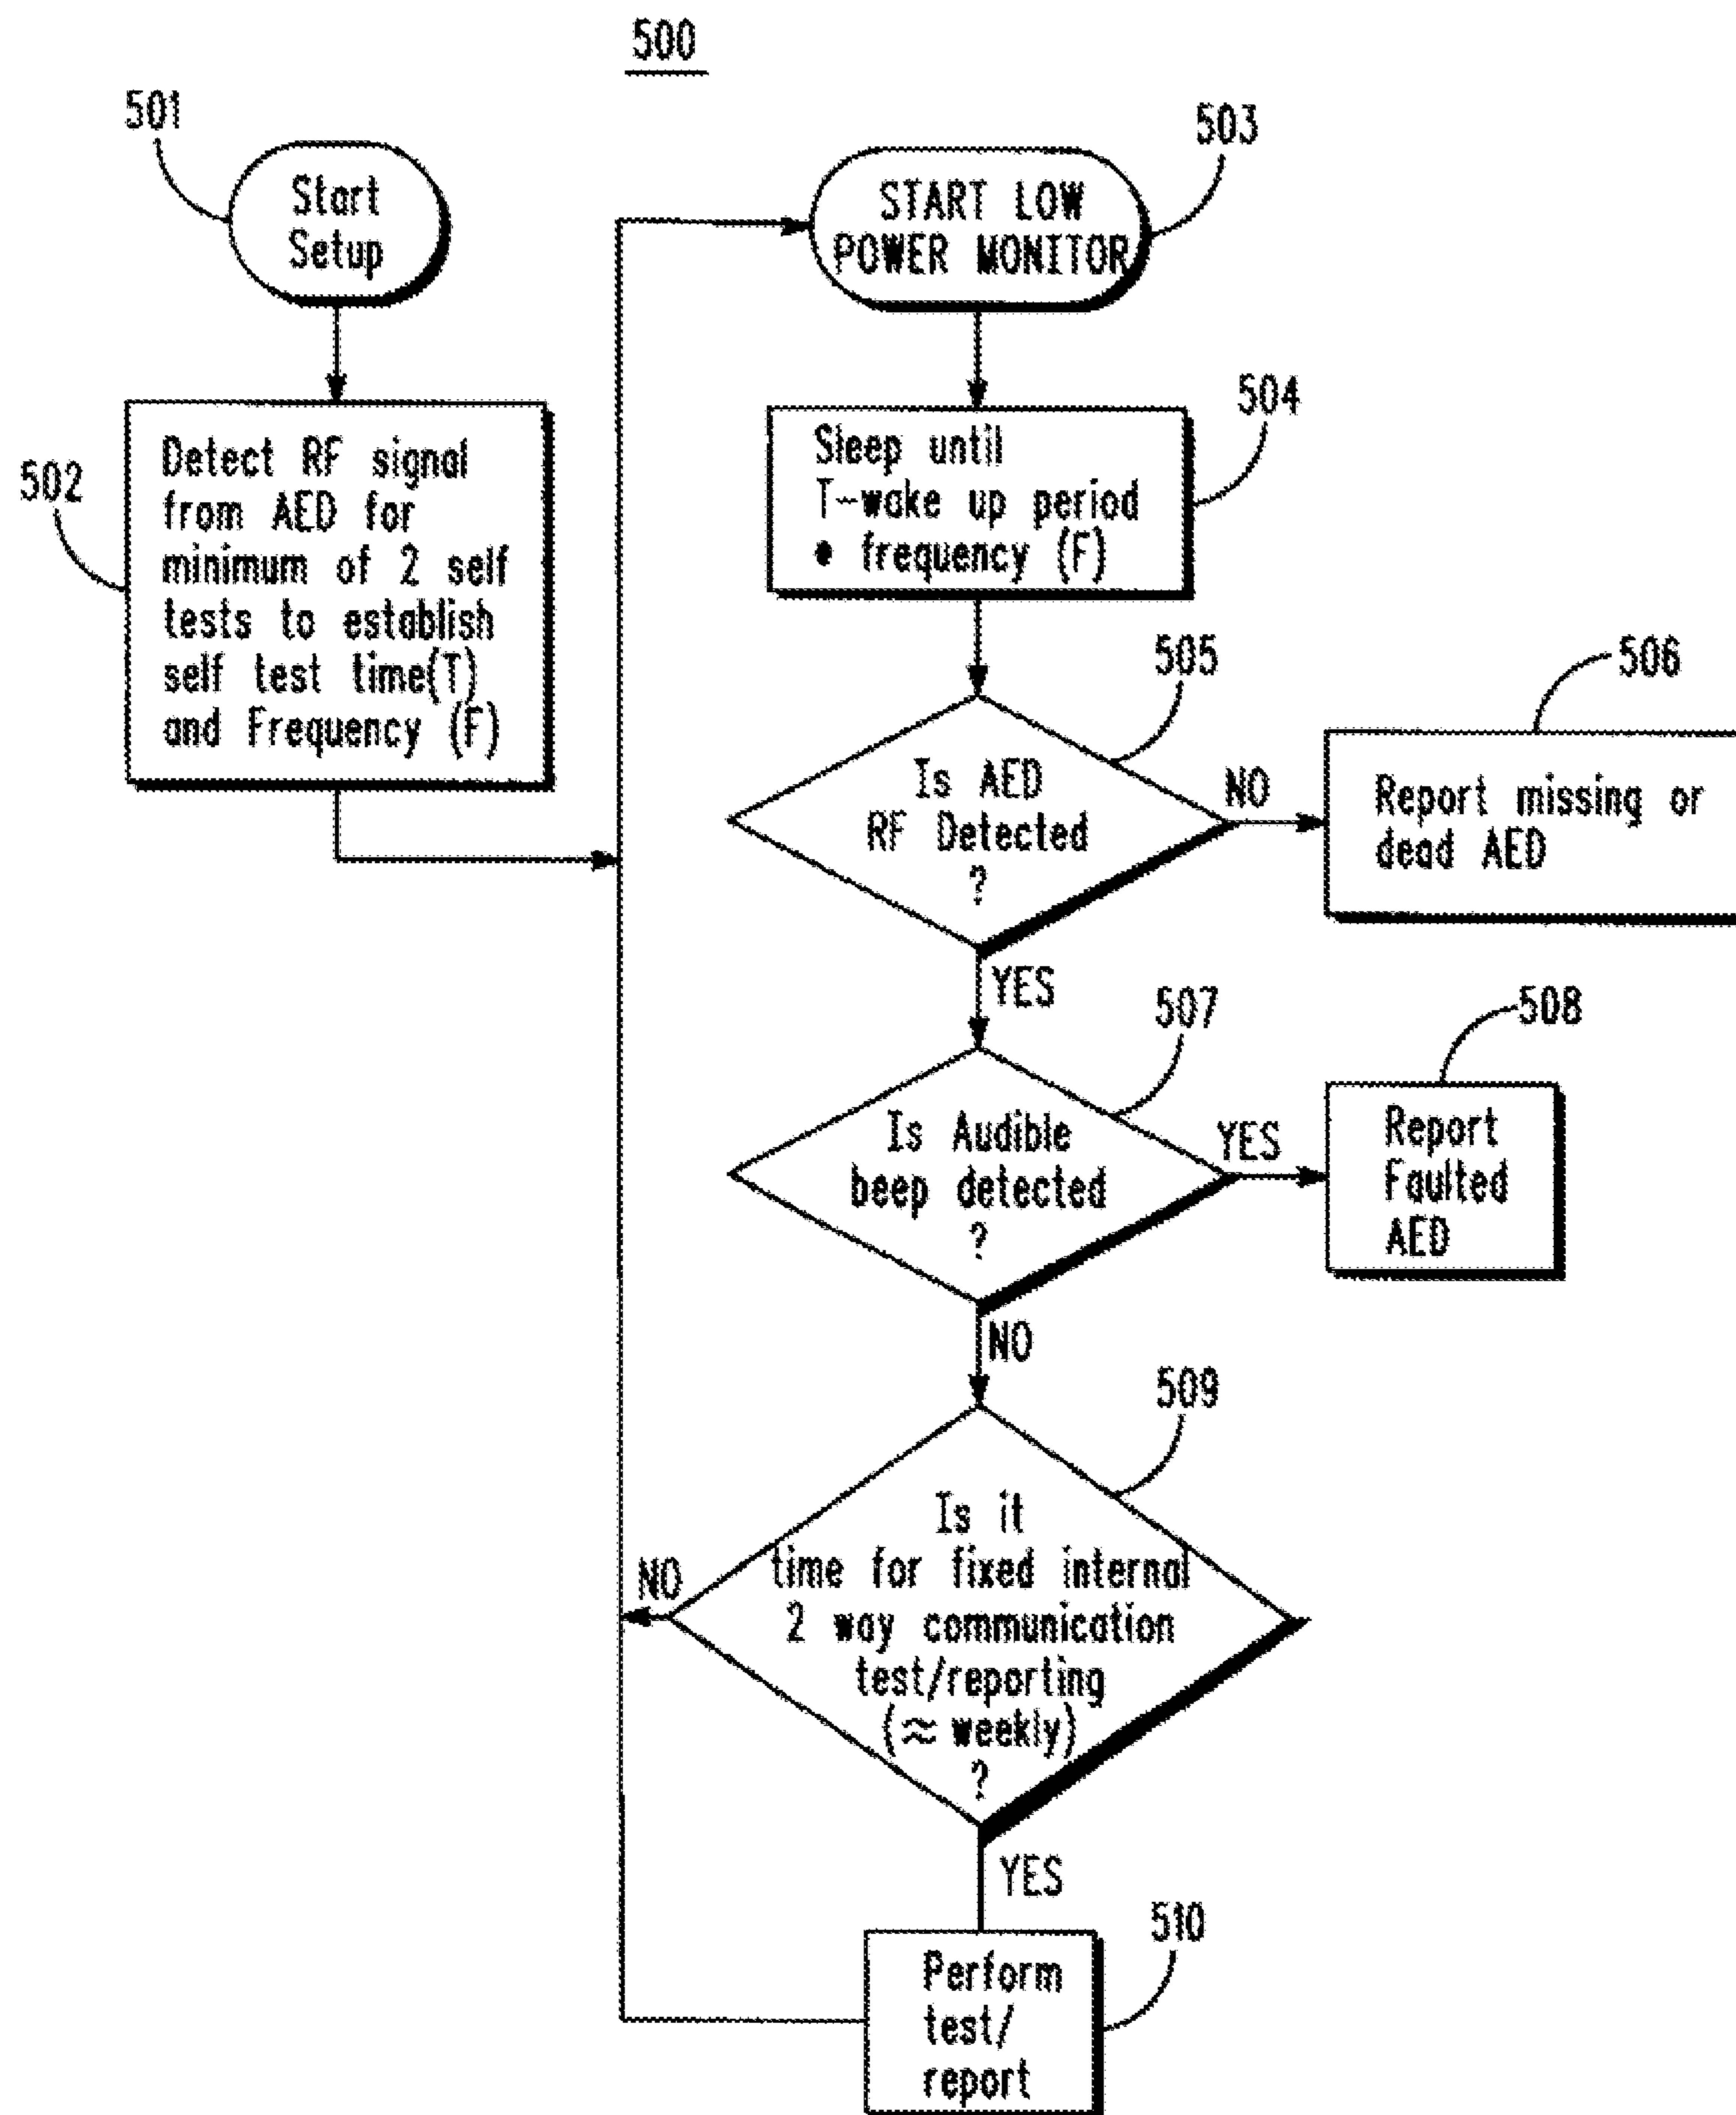 500
501
Start
Setup
502
Detect RF signal
from AED for
minimum of 2 self
tests to establish
self test time(T)
and Frequency (F)
503
START LOW
POWER MONITOR
504
Sleep until
T-wake up period
• frequency (F)
505
Is AED
RF Detected
?
NO
506
Report missing or
dead AED
YES
507
Is Audible
beep detected
?
YES
508
Report
Faulted
AED
NO
509
Is it
time for fixed internal
2 way communication
test/reporting
(≈ weekly)
?
NO
YES
510
Perform
test/
report